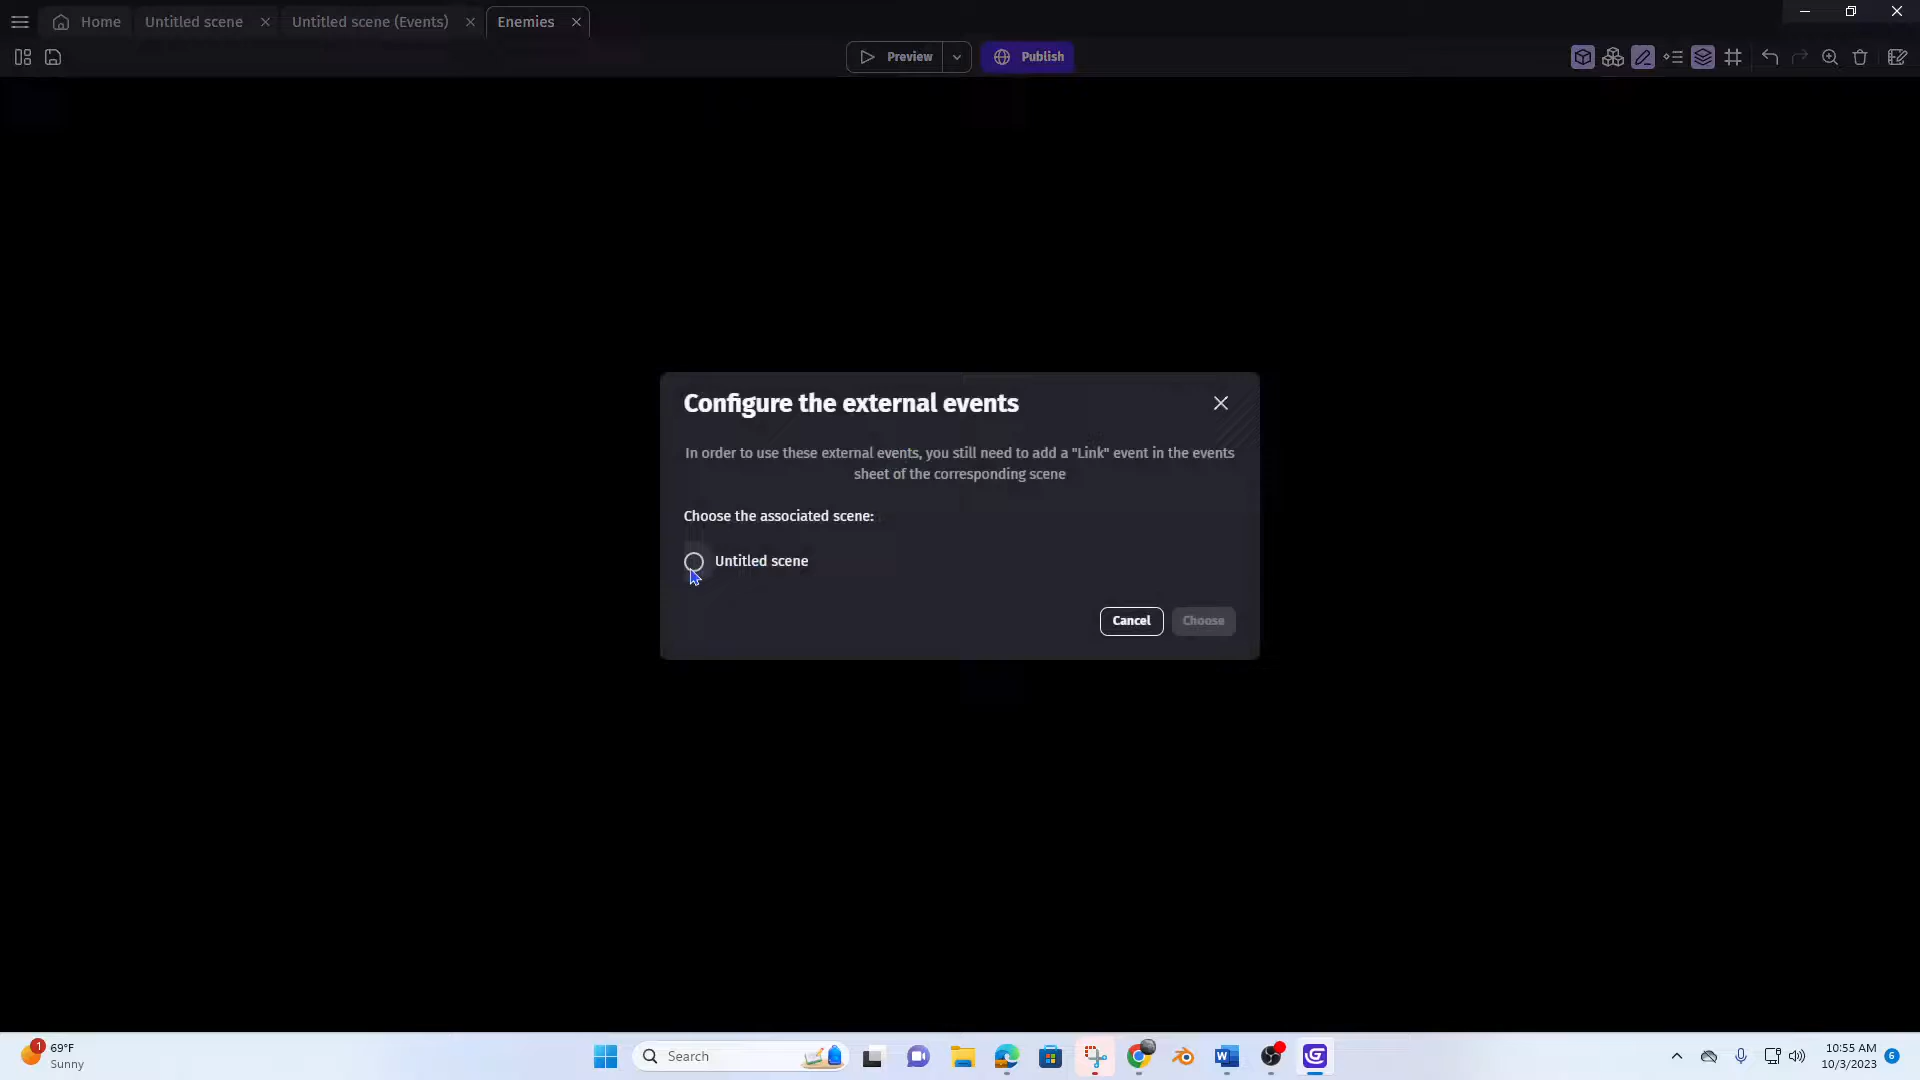 Home
Untitled scene
Untitled scene (Events)
Enemies
Preview
Publish
Configure the external events
In order to use these external events, you still need to add a "Link" event in the events
sheet of the corresponding scene
Choose the associated scene:
Untitled scene
Cancel
Choose
1
69°F
Sunny
Search
10:55 AM
10/3/2023
6